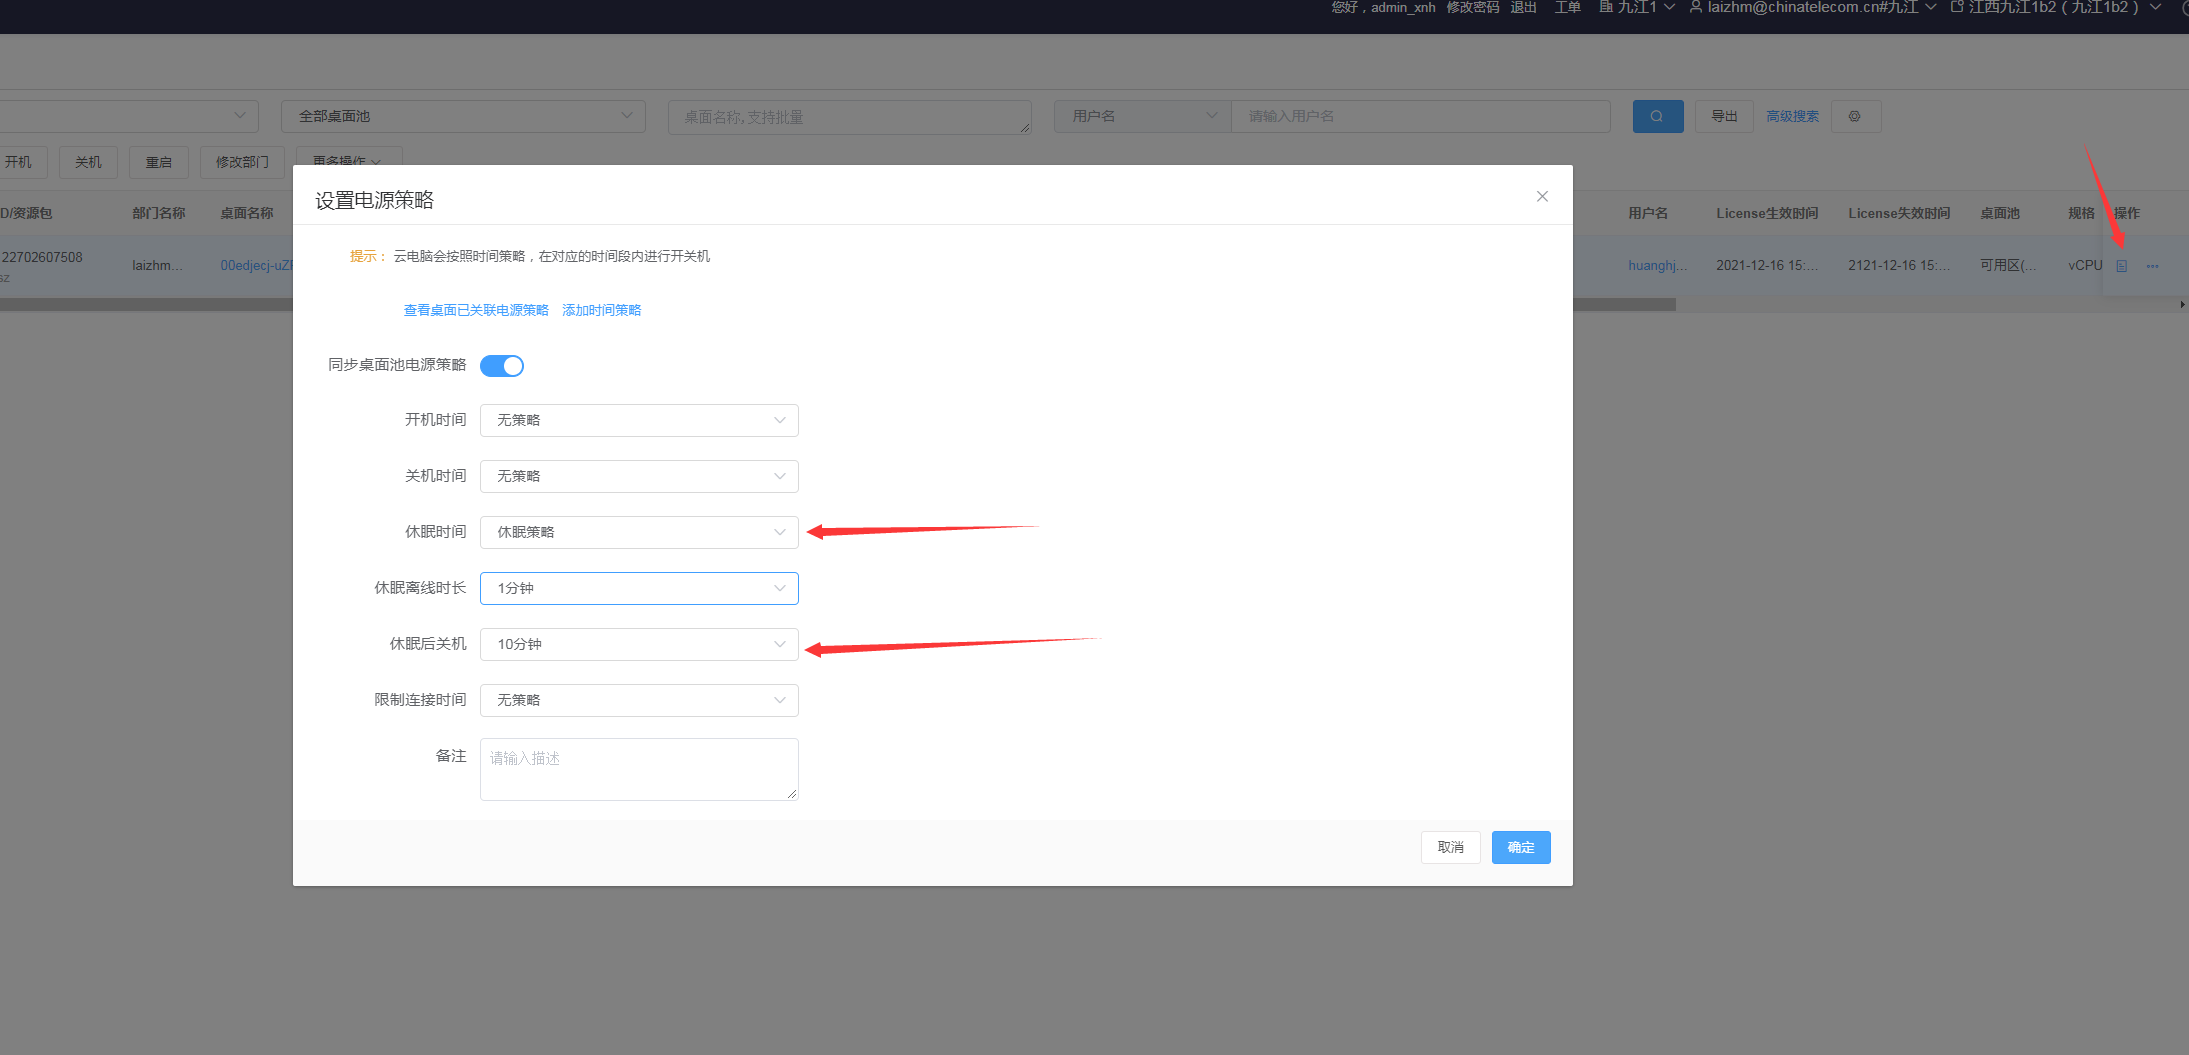 您好，admin_xnh 修改密码 退出 工单 九江1 laizhm@chinatelecom.cn#九江 江西九江1b2（九江1b2）
全部桌面池 桌面名称,支持批量 用户名 请输入用户名 导出 高级搜索
开机 关机 重启 修改部门 更多操作
D/资源包 部门名称 桌面名称 用户名 License生效时间 License失效时间 桌面池 规格 操作
22702607508 laizhm... 00edjecj-uZ huanghj... 2021-12-16 15:... 2121-12-16 15:... 可用区(... vCPU
sz
设置电源策略
提示： 云电脑会按照时间策略，在对应的时间段内进行开关机
查看桌面已关联电源策略 添加时间策略
同步桌面池电源策略
开机时间 无策略
关机时间 无策略
休眠时间 休眠策略
休眠离线时长 1分钟
休眠后关机 10分钟
限制连接时间 无策略
备注 请输入描述
取消 确定